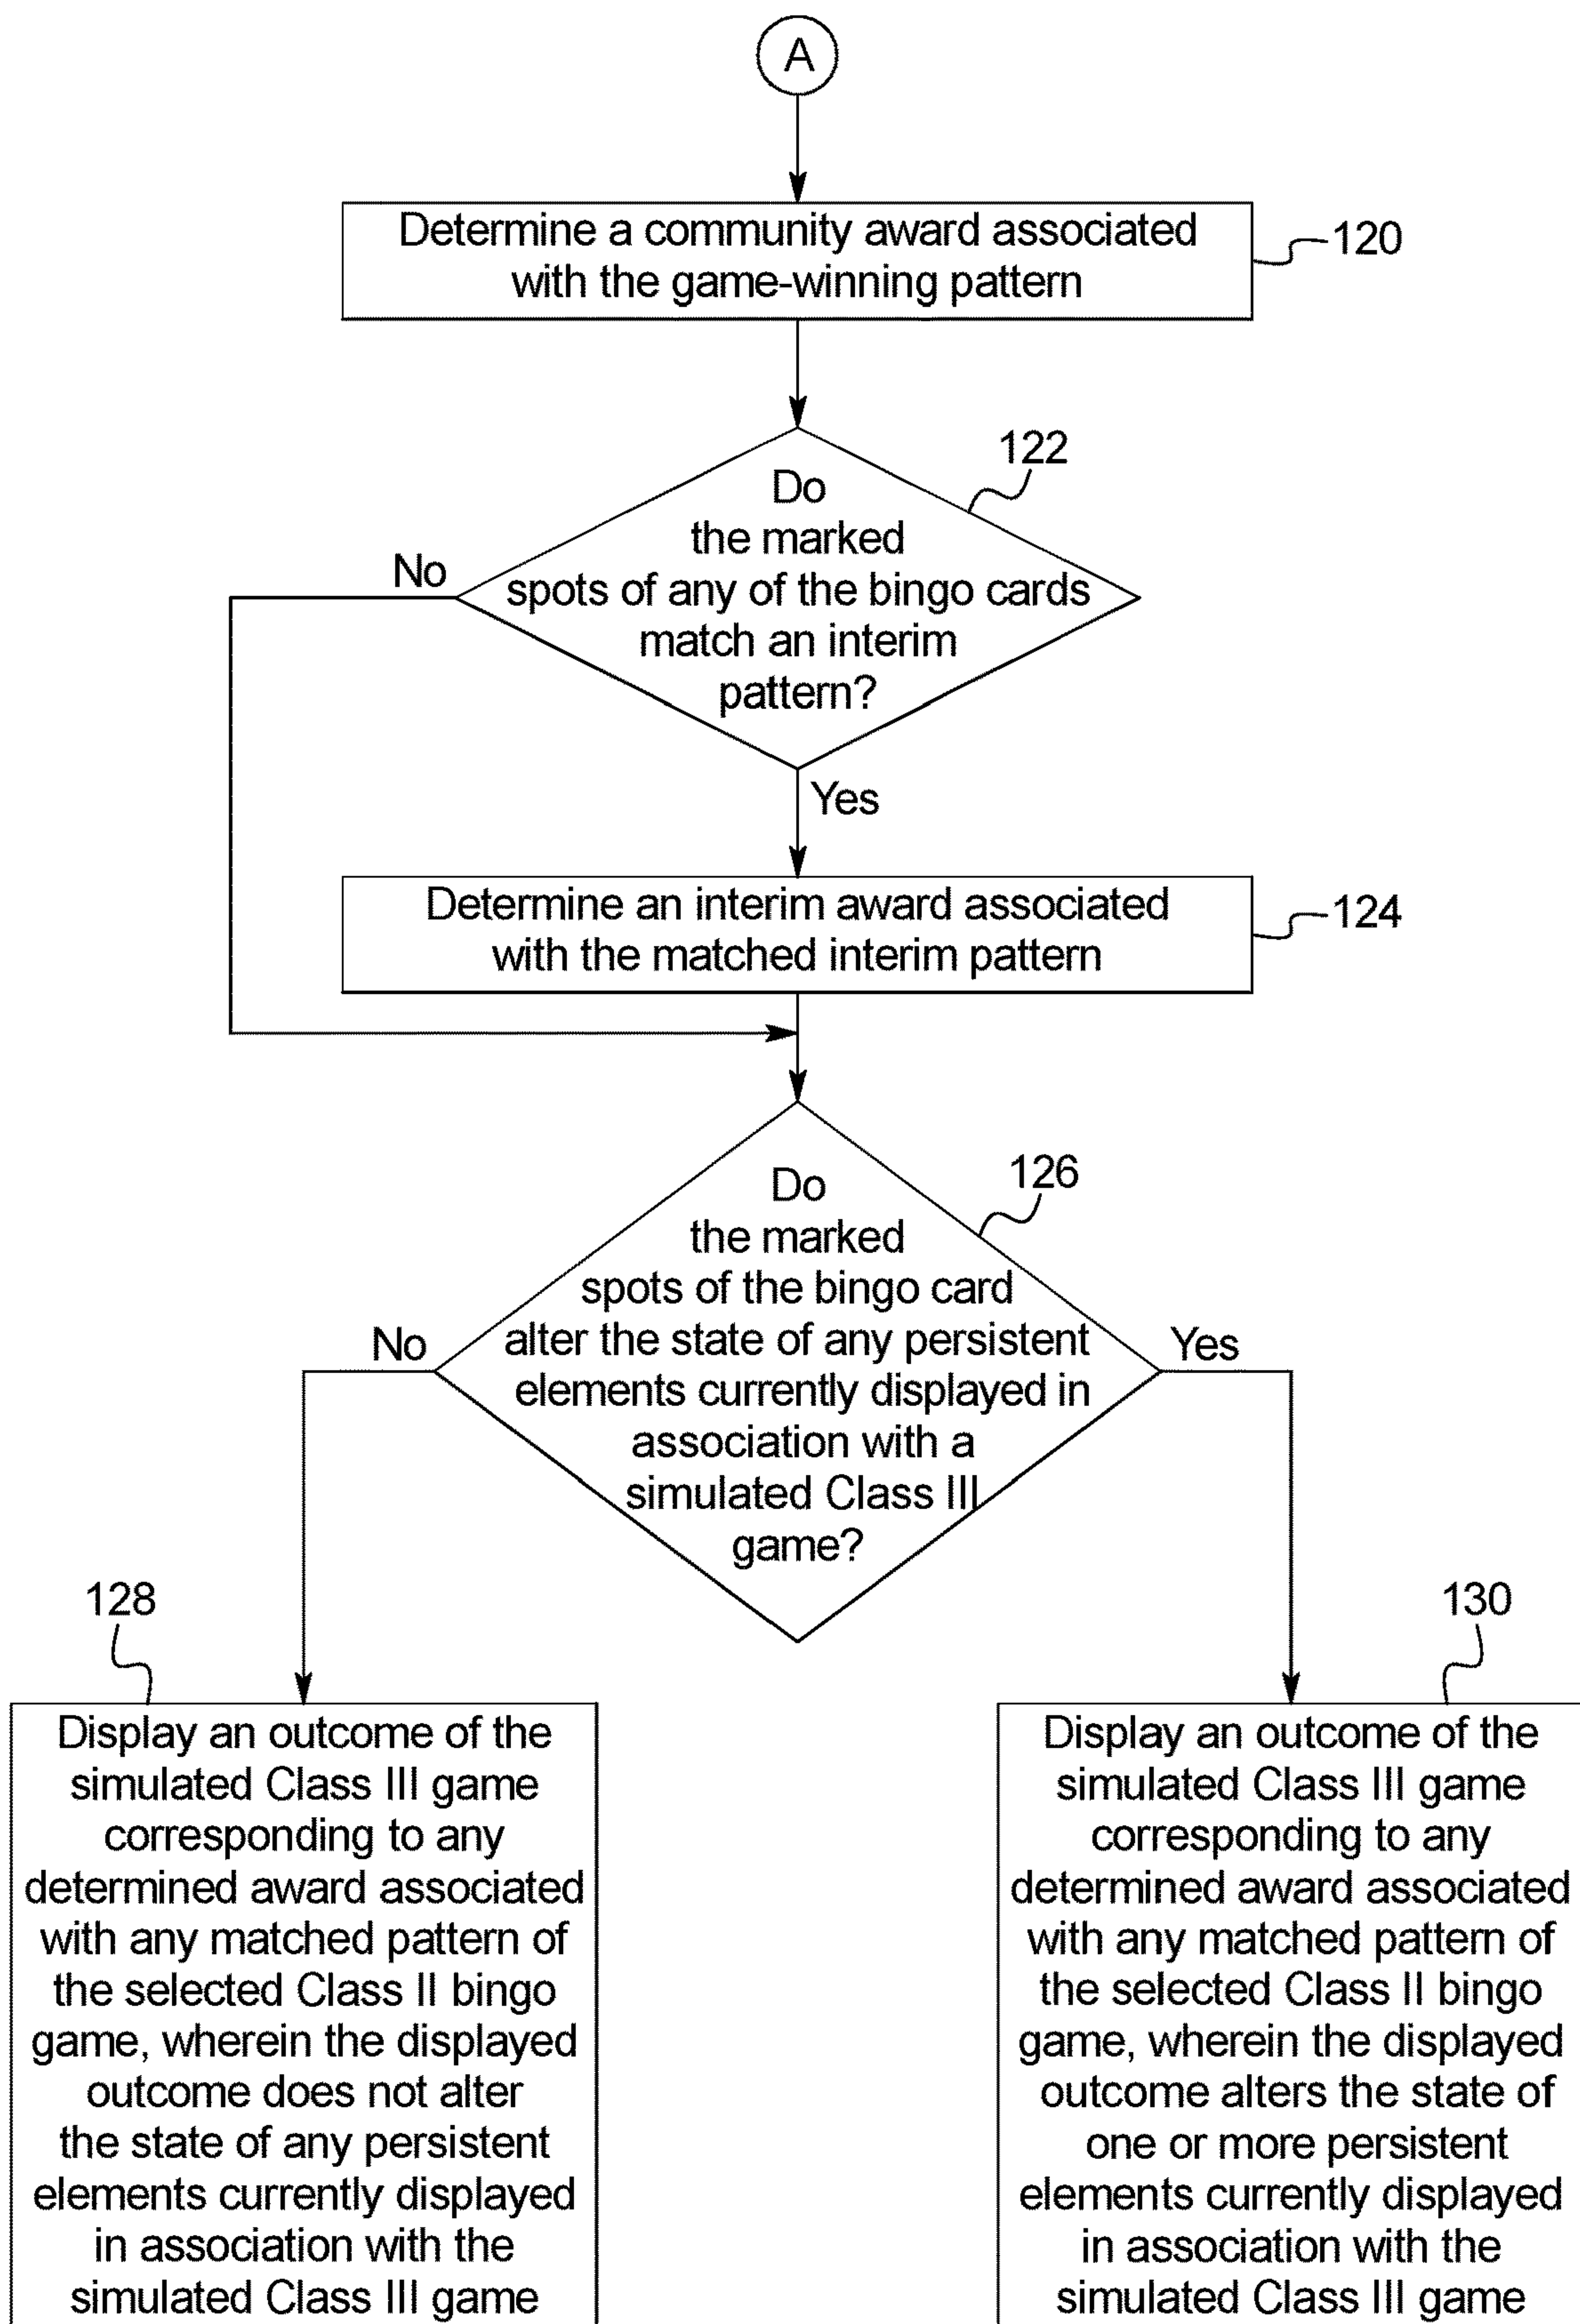 A
Determine a community award associated
with the game-winning pattern
120
122
Do
the marked
spots of any of the bingo cards
match an interim
pattern?
No
Yes
Determine an interim award associated
with the matched interim pattern
124
126
Do
the marked
spots of the bingo card
alter the state of any persistent
elements currently displayed in
association with a
simulated Class III
game?
No
Yes
128
Display an outcome of the
simulated Class III game
corresponding to any
determined award associated
with any matched pattern of
the selected Class II bingo
game, wherein the displayed
outcome does not alter
the state of any persistent
elements currently displayed
in association with the
simulated Class III game
130
Display an outcome of the
simulated Class III game
corresponding to any
determined award associated
with any matched pattern of
the selected Class II bingo
game, wherein the displayed
outcome alters the state of
one or more persistent
elements currently displayed
in association with the
simulated Class III game